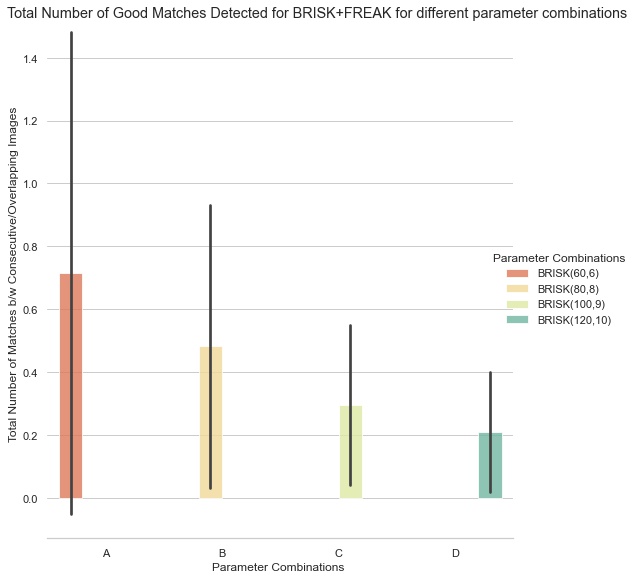 Total Number of Good Matches Detected for BRISK+FREAK for different parameter combinations
Total Number of Matches b/w Consecutive/Overlapping Images
1.4
1.2
1.0
0.8
0.6
0.4
0.2
0.0
A B C D
Parameter Combinations
Parameter Combinations
BRISK(60,6)
BRISK(80,8)
BRISK(100,9)
BRISK(120,10)